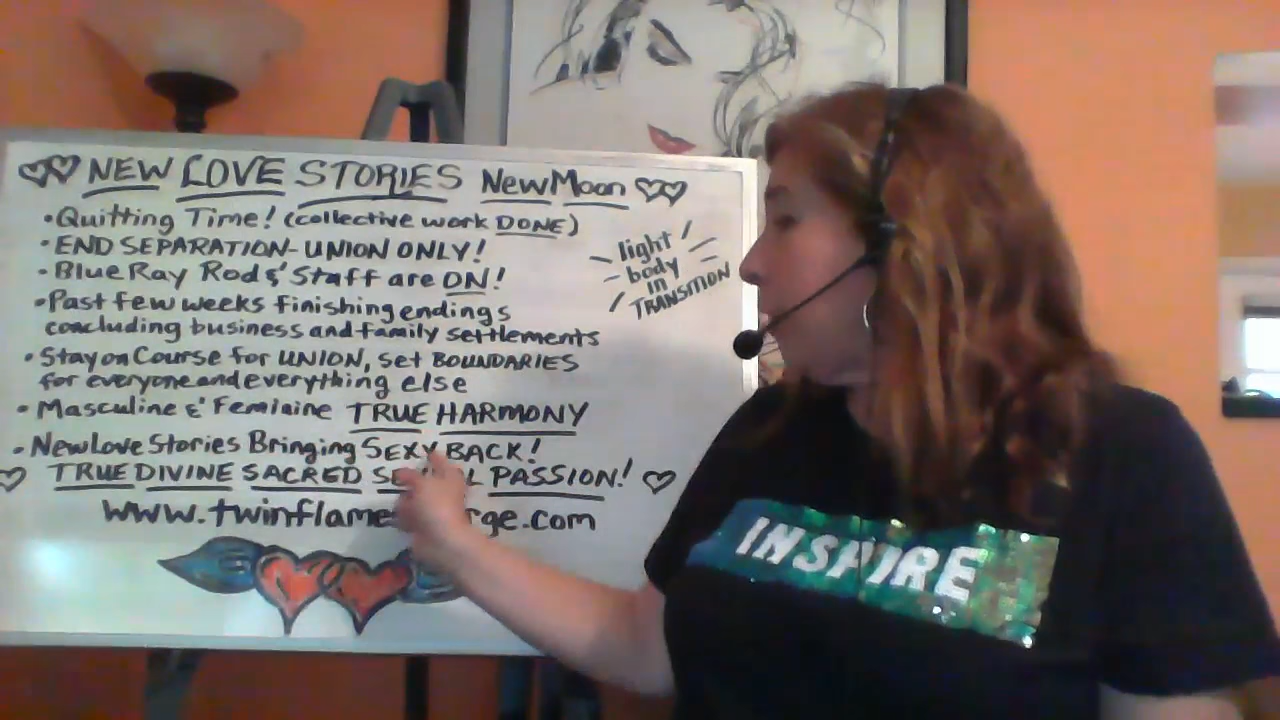 NEW LOVE STORIES New Moon
• Quitting Time! (collective work DONE)
• END SEPARATION - UNION ONLY!
• Blue Ray Rod & Staff are ON!
• Past few weeks finishing endings
concluding business and family settlements
• Stay on Course for UNION, set BOUNDARIES
for everyone and everything else
• Masculine & Feminine TRUE HARMONY
• New Love Stories Bringing SEXY BACK!
TRUE DIVINE SACRED PASSION!
light
body
in
TRANSITION
INSPIRE